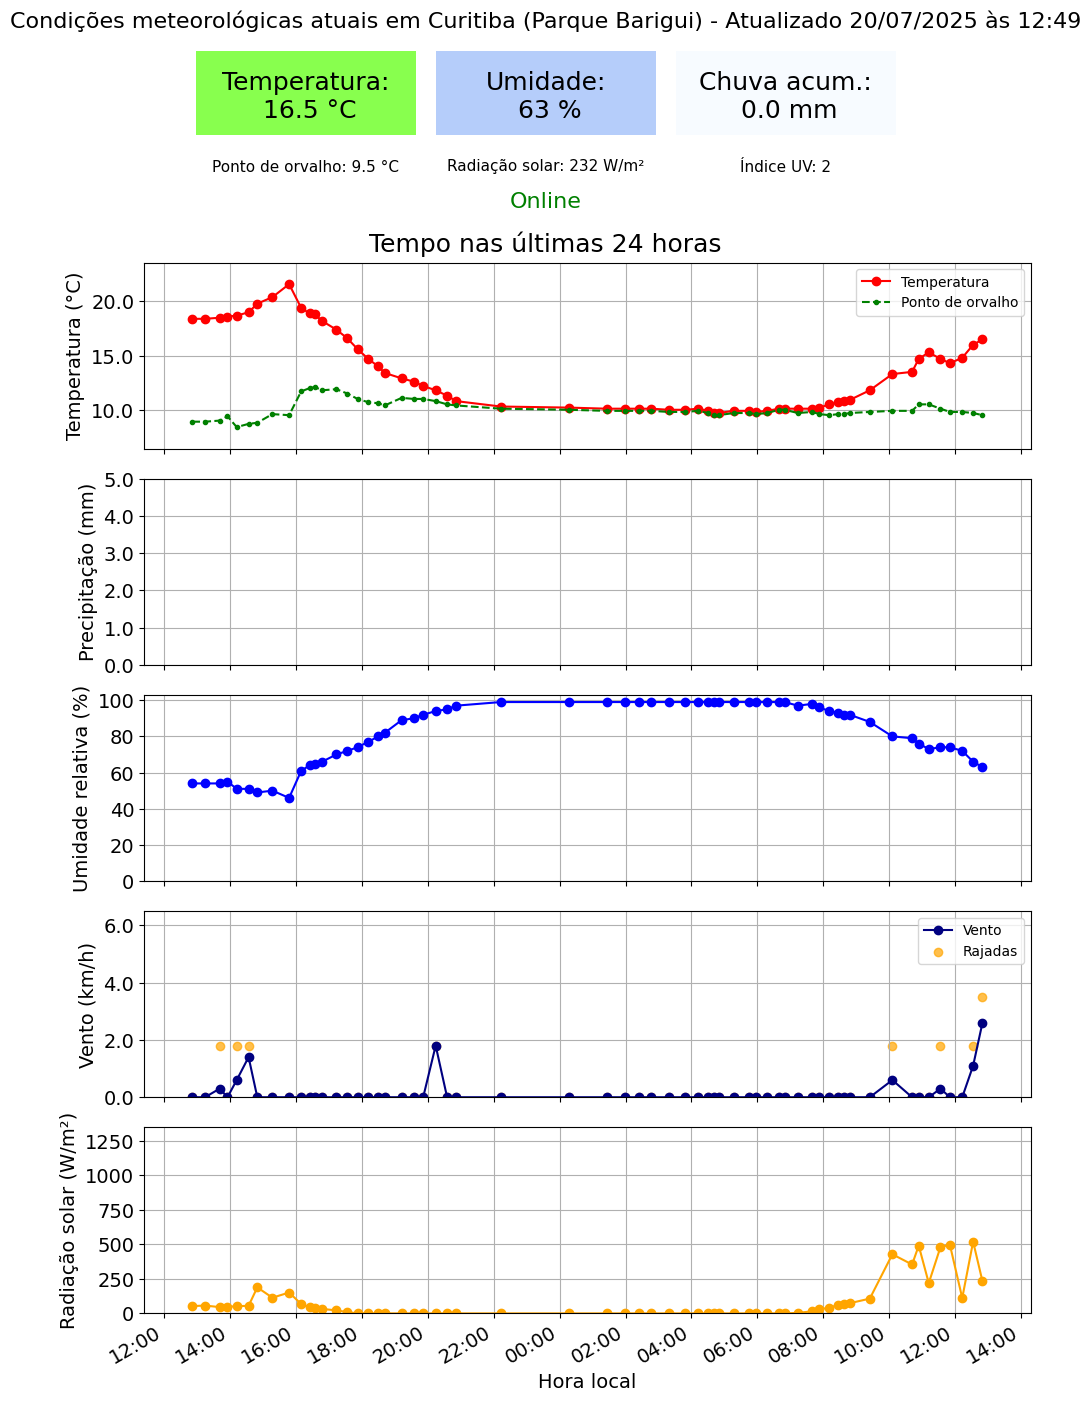 Condições meteorológicas atuais em Curitiba (Parque Barigui) - Atualizado 20/07/2025 às 12:49
Temperatura:
16.5 °C
Umidade:
63 %
Chuva acum.:
0.0 mm
Ponto de orvalho: 9.5 °C
Radiação solar: 232 W/m²
Índice UV: 2
Online
Tempo nas últimas 24 horas
Temperatura (°C)
20.0
15.0
10.0
Temperatura
Ponto de orvalho
Precipitação (mm)
5.0
4.0
3.0
2.0
1.0
0.0
Umidade relativa (%)
100
80
60
40
20
0
Vento (km/h)
6.0
4.0
2.0
0.0
Vento
Rajadas
Radiação solar (W/m²)
1250
1000
750
500
250
0
12:00
14:00
16:00
18:00
20:00
22:00
00:00
02:00
04:00
06:00
08:00
10:00
12:00
14:00
Hora local